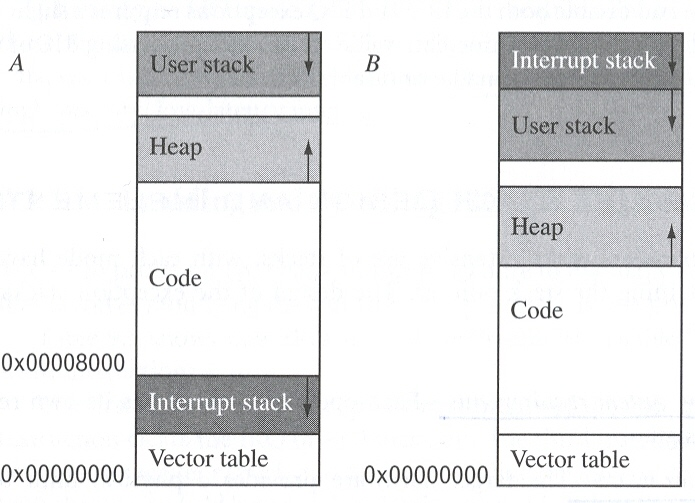 A
User stack
Heap
Code
0x00008000
Interrupt stack
Vector table
0x00000000
B
Interrupt stack
User stack
Heap
Code
Vector table
0x00000000